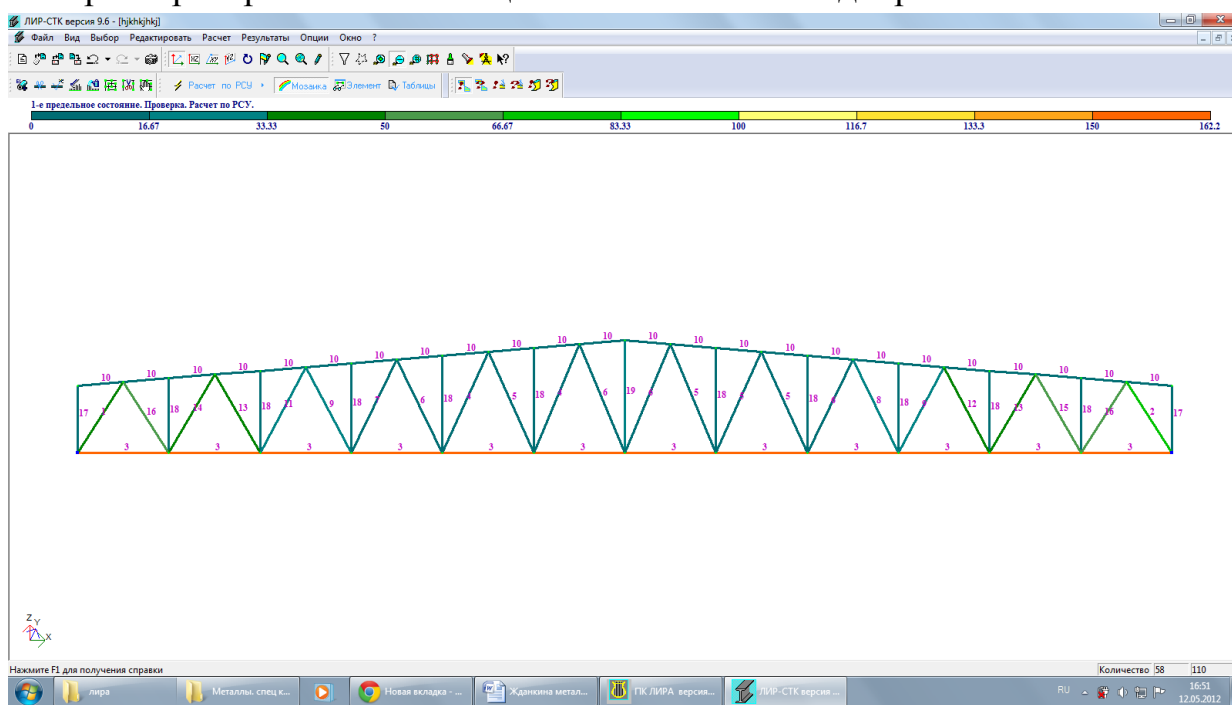 ЛИР-СТК версия 9.6 - [hjkhkjhkj]
Файл Вид Выбор Редактировать Расчет Результаты Опции Окно ?
Расчет по РСУ Мозаика Элемент Таблицы
1-е предельное состояние. Проверка. Расчет по РСУ.
0 16.67 33.33 50 66.67 83.33 100 116.7 133.3 150 162.2
10 10 10 10 10 10 10 10 10 10 10 10
10 10 10 10 10 10 10 10 10 10 10 10
17 16 18 14 13 18 11 9 18 6 18 5 18 6 19 5 18 5 18 8 18 12 18 13 15 18 16 2 17
3 3 3 3 3 3 3 3 3 3 3 3
Z Y
X
Нажмите F1 для получения справки
Количество 58 110
лира Металлы. спец к... Новая вкладка - ... Жданкина метал... ПК ЛИРА версия... ЛИР-СТК версия ... RU 16:51
12.05.2012